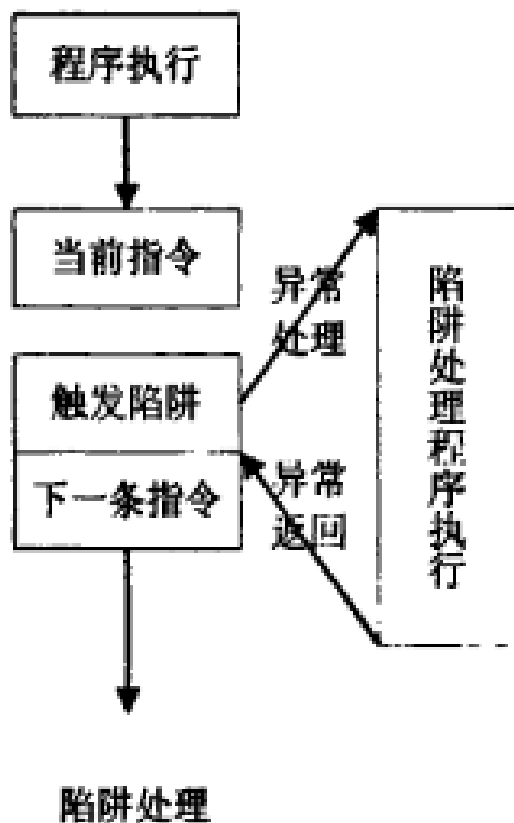 程序执行
当前指令
异常
处理
触发陷阱
下一条指令
异常
返回
陷阱处理程序执行
陷阱处理